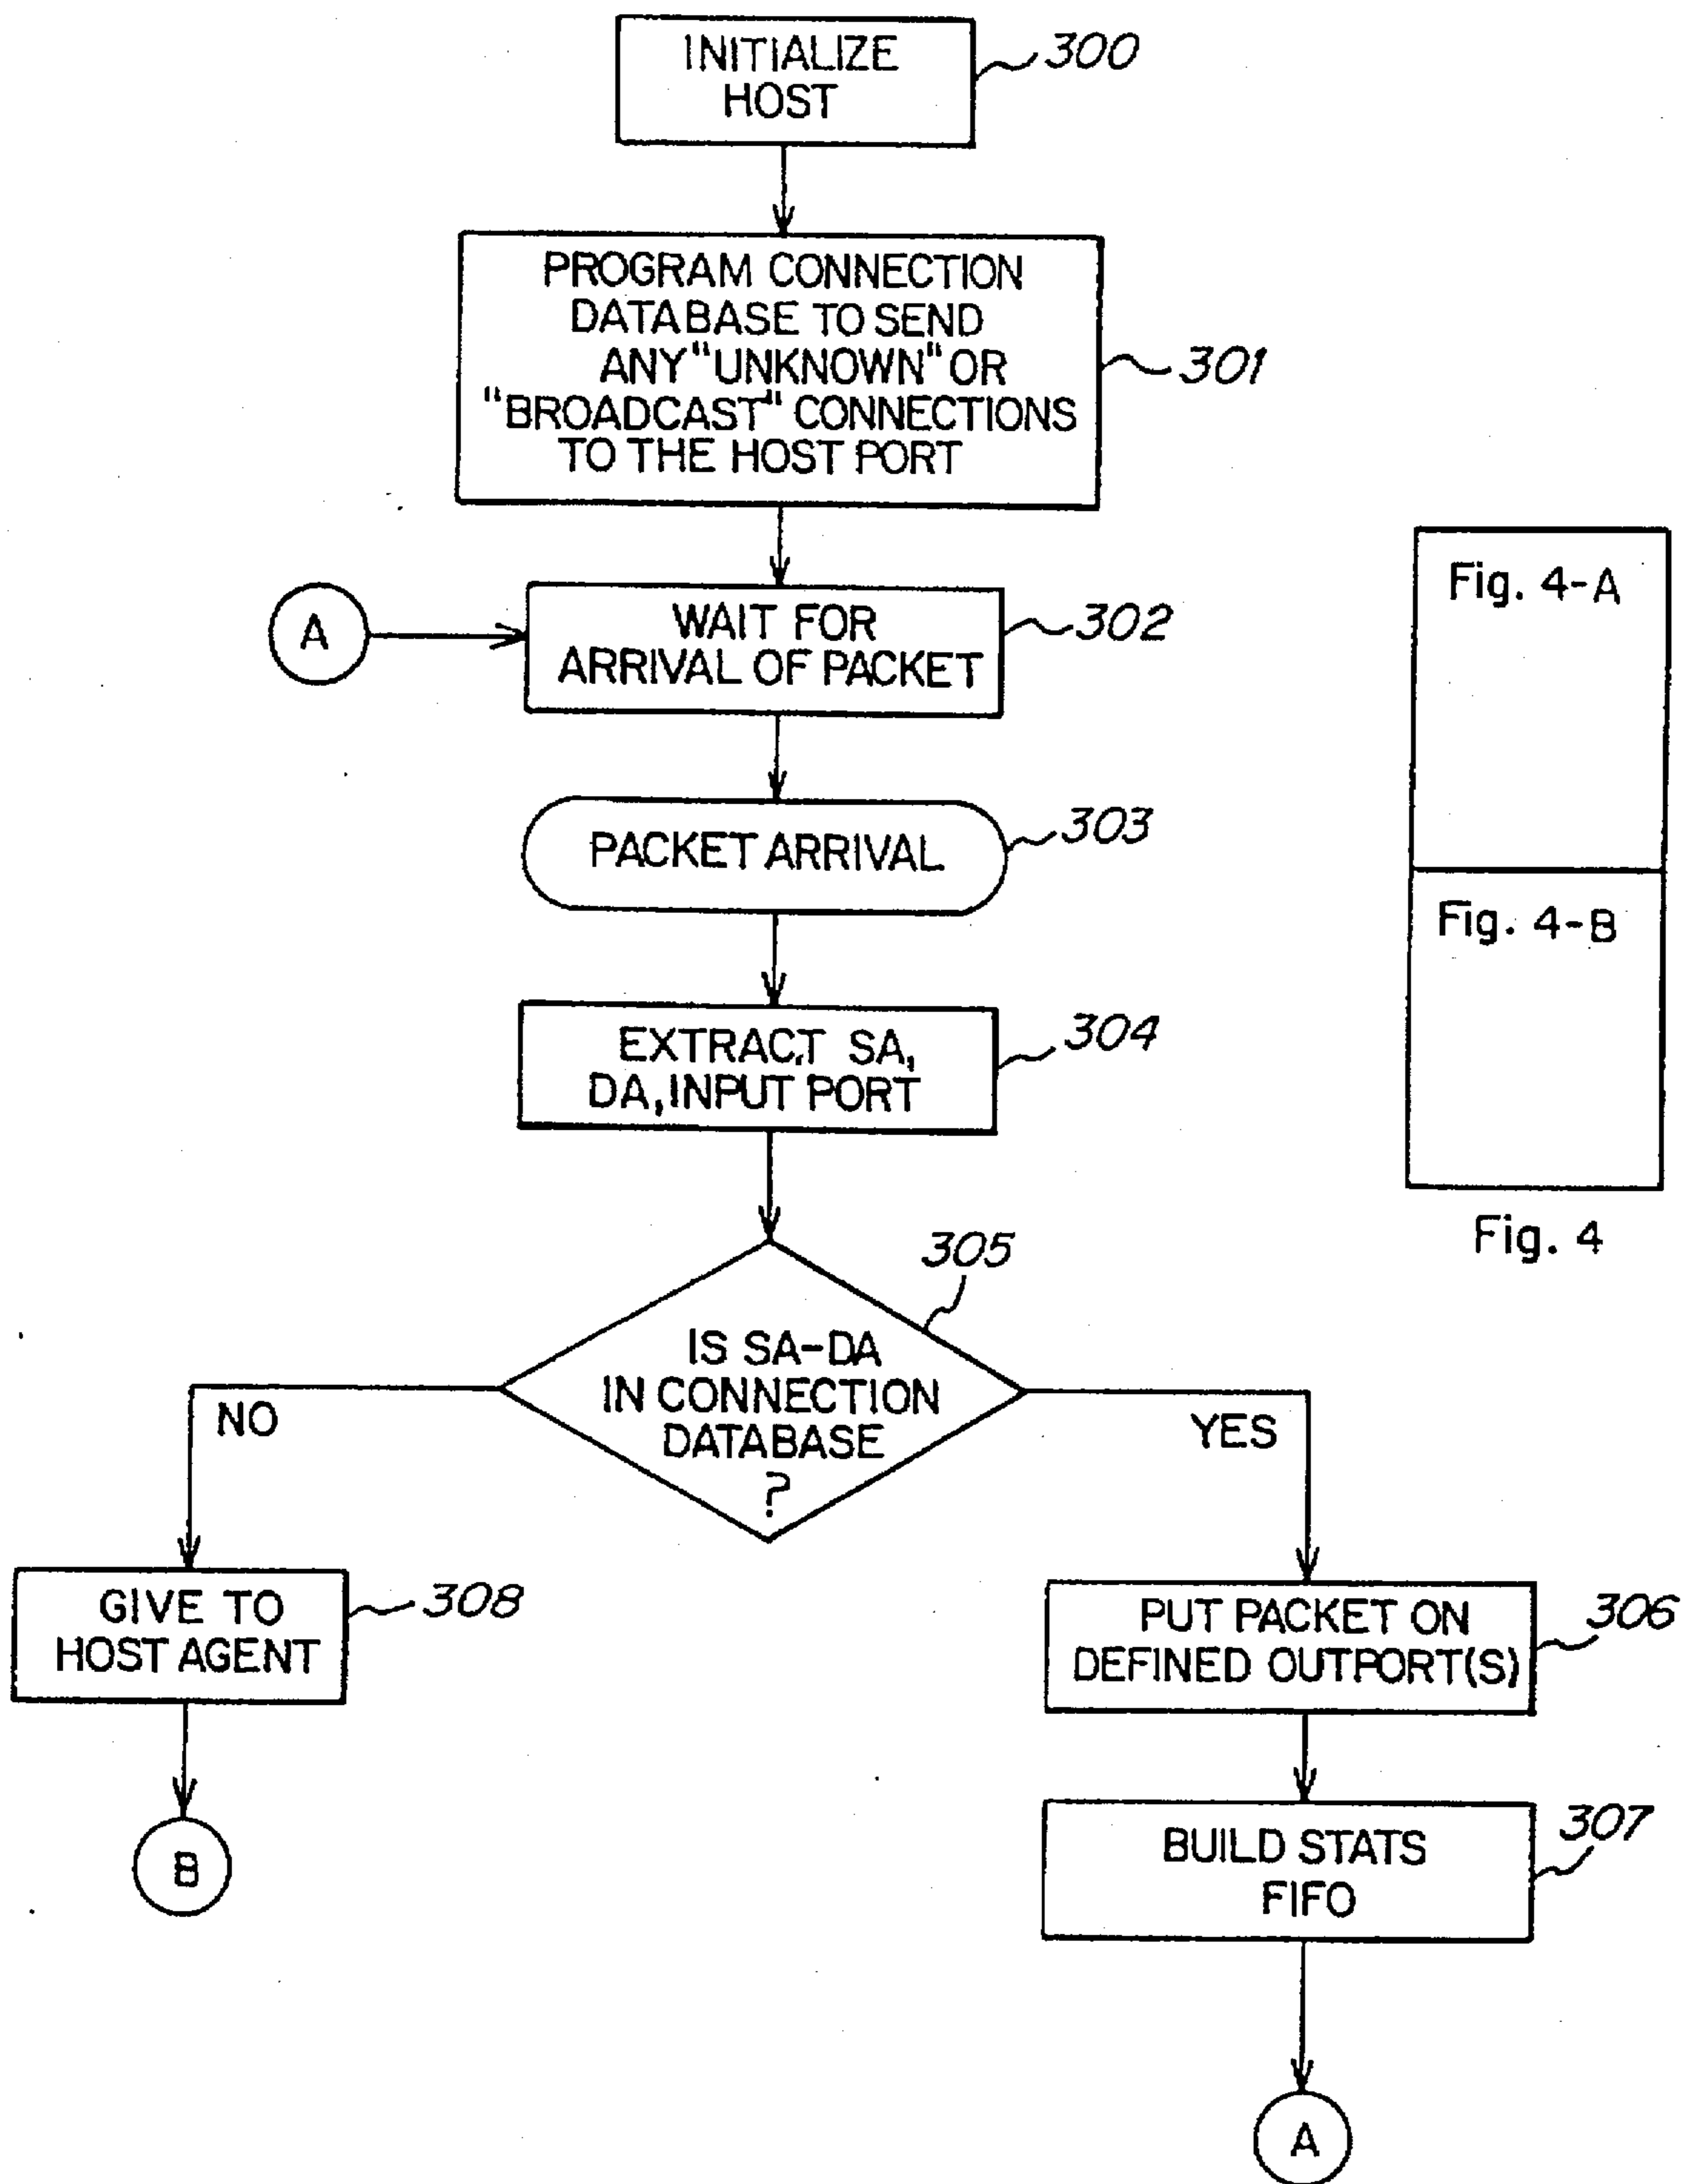 INITIALIZE
HOST
300
PROGRAM CONNECTION
DATABASE TO SEND
ANY "UNKNOWN" OR
"BROADCAST" CONNECTIONS
TO THE HOST PORT
301
A
WAIT FOR
ARRIVAL OF PACKET
302
PACKET ARRIVAL
303
EXTRACT SA,
DA, INPUT PORT
304
Fig. 4-A
Fig. 4-B
Fig. 4
305
IS SA-DA
IN CONNECTION
DATABASE
?
NO
YES
GIVE TO
HOST AGENT
308
B
PUT PACKET ON
DEFINED OUTPORT(S)
306
BUILD STATS
FIFO
307
A